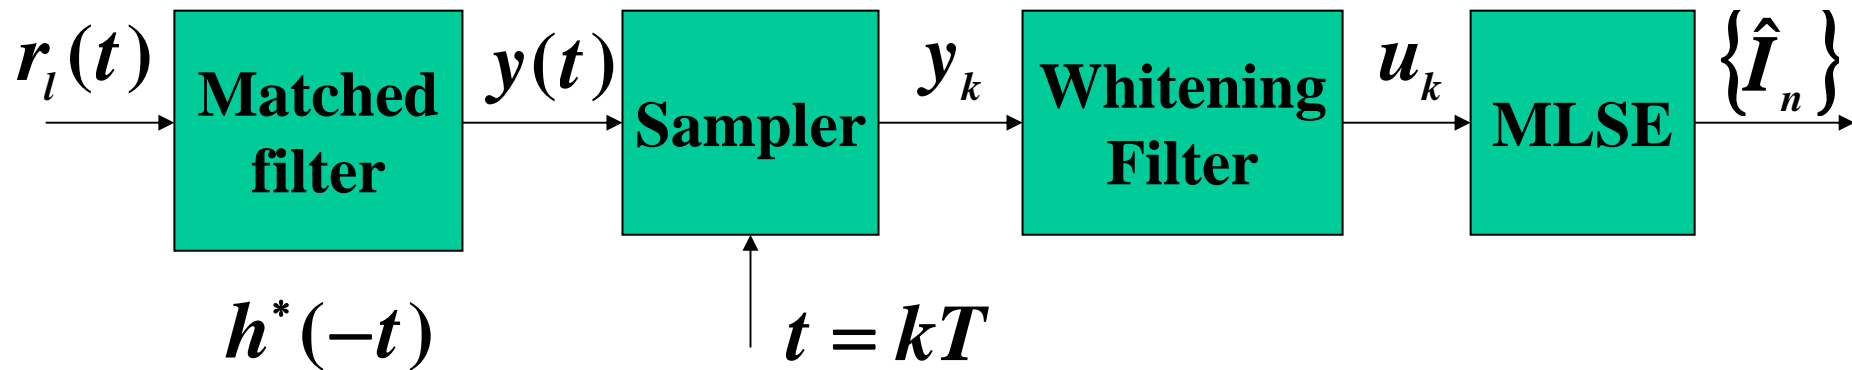 r_l(t)
Matched
filter
y(t)
Sampler
y_k
Whitening
Filter
u_k
MLSE
{Î_n}
h*(−t)
t = kT